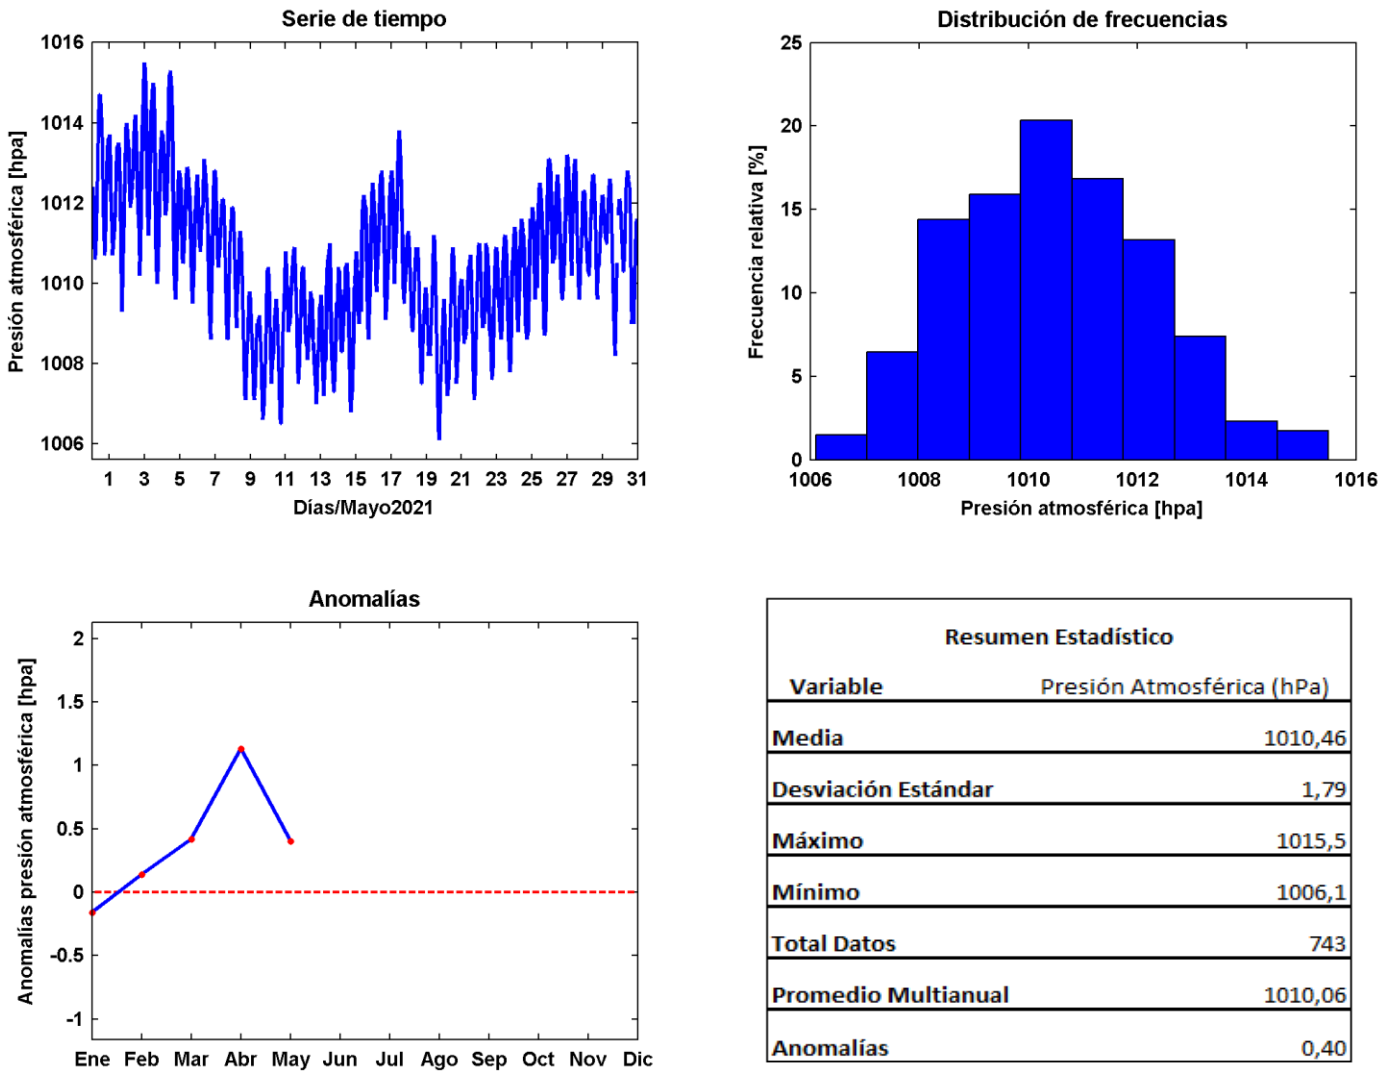 Serie de tiempo
Presión atmosférica [hpa]
1016
1014
1012
1010
1008
1006
1 3 5 7 9 11 13 15 17 19 21 23 25 27 29 31
Días/Mayo2021
Distribución de frecuencias
Frecuencia relativa [%]
25
20
15
10
5
0
1006 1008 1010 1012 1014 1016
Presión atmosférica [hpa]
Anomalías
Anomalías presión atmosférica [hpa]
2
1.5
1
0.5
0
-0.5
-1
Ene Feb Mar Abr May Jun Jul Ago Sep Oct Nov Dic
Resumen Estadístico
Variable Presión Atmosférica (hPa)
Media 1010,46
Desviación Estándar 1,79
Máximo 1015,5
Mínimo 1006,1
Total Datos 743
Promedio Multianual 1010,06
Anomalías 0,40